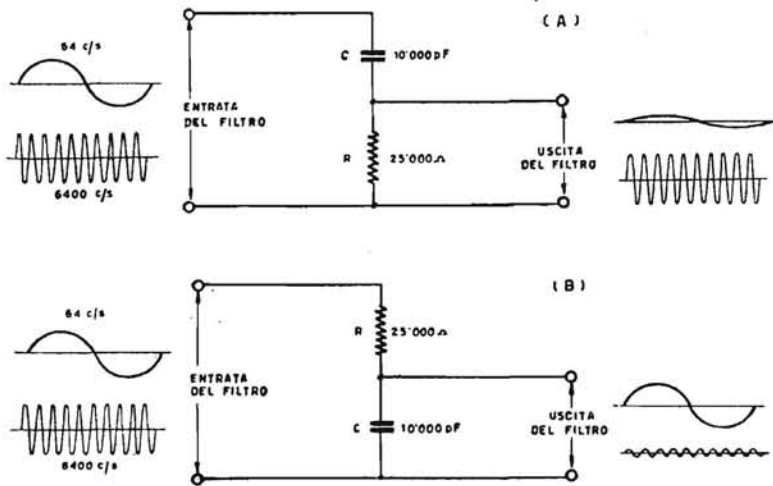 (A)
64 c/s
C 10'000 pF
ENTRATA
DEL FILTRO
USCITA
DEL FILTRO
R 25'000 Ω
6400 c/s
(B)
64 c/s
R 25'000 Ω
ENTRATA
DEL FILTRO
C 10'000 pF
USCITA
DEL FILTRO
6400 c/s